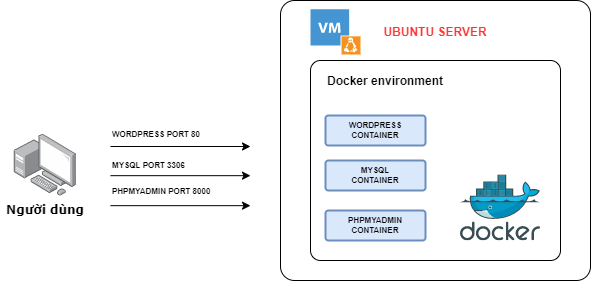 VM
UBUNTU SERVER
Docker environment
WORDPRESS PORT 80
MYSQL PORT 3306
PHPMYADMIN PORT 8000
Người dùng
WORDPRESS
CONTAINER
MYSQL
CONTAINER
PHPMYADMIN
CONTAINER
docker